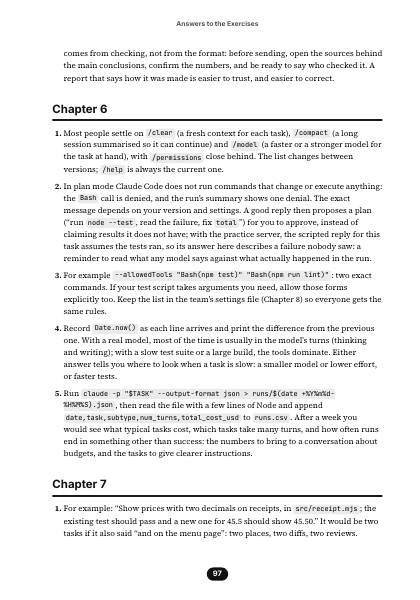 Answers to the Exercises
comes from checking, not from the format: before sending, open the sources behind
the main conclusions, confirm the numbers, and be ready to say who checked it. A
report that says how it was made is easier to trust, and easier to correct.
Chapter 6
1. Most people settle on /clear (a fresh context for each task), /compact (a long
session summarised so it can continue) and /model (a faster or a stronger model for
the task at hand), with /permissions close behind. The list changes between
versions; /help is always the current one.
2. In plan mode Claude Code does not run commands that change or execute anything:
the Bash call is denied, and the run's summary shows one denial. The
exact message depends on your version and settings. A good reply then proposes a plan
("run node --test, read the failure, fix total") for you to approve, instead of
claiming results it does not have; with the practice server, the scripted reply for this
task assumes the tests ran, so its answer here describes a failure nobody saw: a
reminder to read what any model says against what actually happened in the run.
3. For example --allowedTools "Bash(npm test)" "Bash(npm run lint)": two exact
commands. If your test script takes arguments you need, allow those forms
explicitly too. Keep the list in the team's settings file (Chapter 8) so everyone gets the
same rules.
4. Record Date.now() as each line arrives and print the difference from the previous
one. With a real model, most of the time is usually in the model's turns (thinking
and writing); with a slow test suite or a large build, the tools dominate. Either
answer tells you where to look when a task is slow: a smaller model or lower effort,
or faster tests.
5. Run claude -p "$TASK" --output-format json > runs/$(date +%Y%m%d-
%H%M%S).json, then read the file with a few lines of Node and append
date,task,subtype,num_turns,total_cost_usd to runs.csv. After a week you
would see what typical tasks cost, which tasks take many turns, and how often runs
end in something other than success: the numbers to bring to a conversation about
budgets, and the tasks to give clearer instructions.
Chapter 7
1. For example: "Show prices with two decimals on receipts, in src/receipt.mjs; the
existing test should pass and a new one for 45.5 should show 45.50." It would be two
tasks if it also said "and on the menu page": two places, two diffs, two reviews.
97